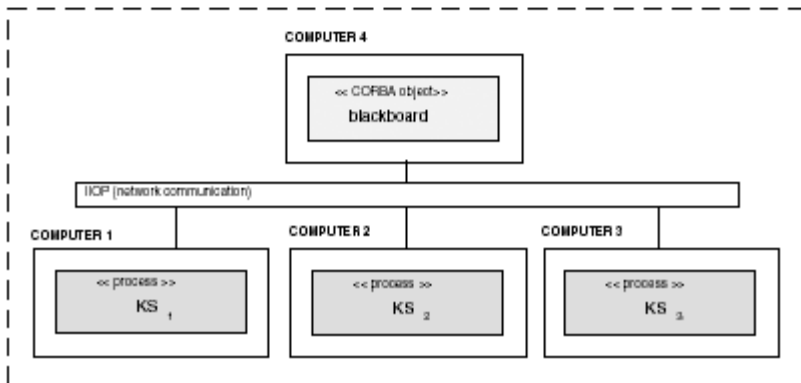 COMPUTER 4
<< CORBA object>>
blackboard
IIOP (network communication)
COMPUTER 1
COMPUTER 2
COMPUTER 3
<< process >>
KS 1
<< process >>
KS 2
<< process >>
KS 3